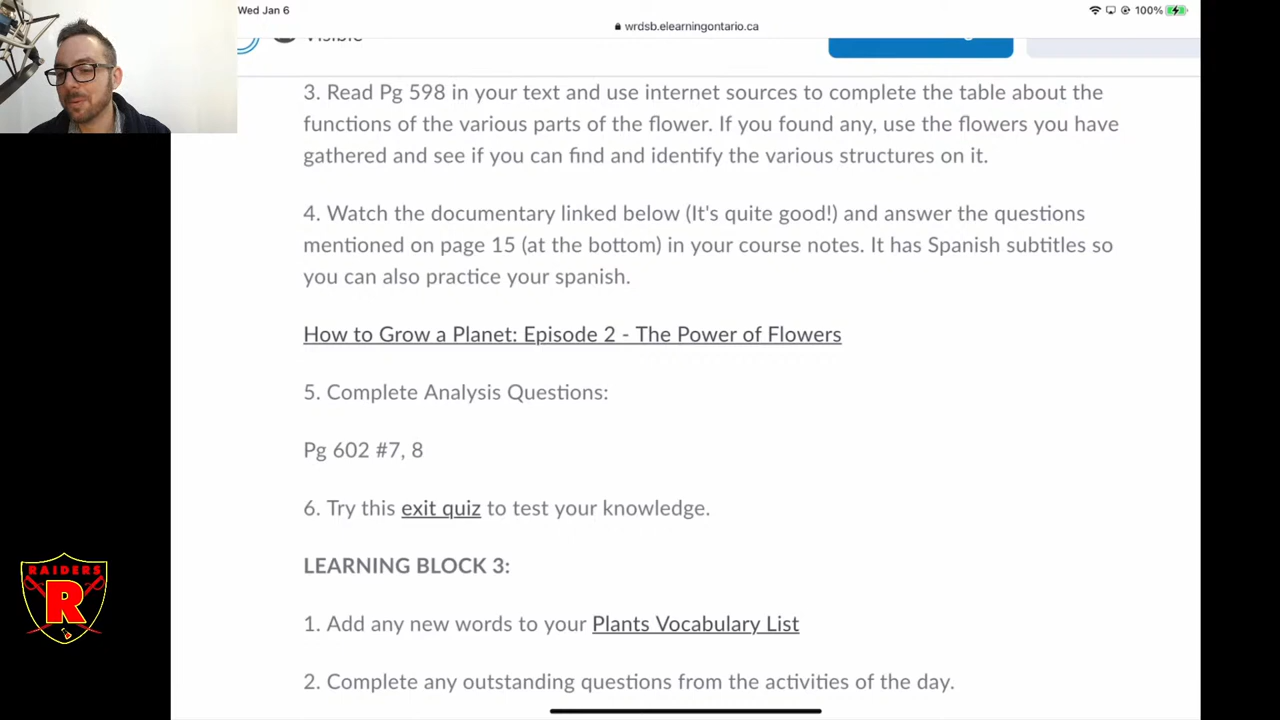 Wed Jan 6
100%
wrdsb.elearningontario.ca
Visible
3. Read Pg 598 in your text and use internet sources to complete the table about the
functions of the various parts of the flower. If you found any, use the flowers you have
gathered and see if you can find and identify the various structures on it.
4. Watch the documentary linked below (It's quite good!) and answer the questions
mentioned on page 15 (at the bottom) in your course notes. It has Spanish subtitles so
you can also practice your spanish.
How to Grow a Planet: Episode 2 - The Power of Flowers
5. Complete Analysis Questions:
Pg 602 #7, 8
6. Try this exit quiz to test your knowledge.
LEARNING BLOCK 3:
1. Add any new words to your Plants Vocabulary List
2. Complete any outstanding questions from the activities of the day.
RAIDERS
R